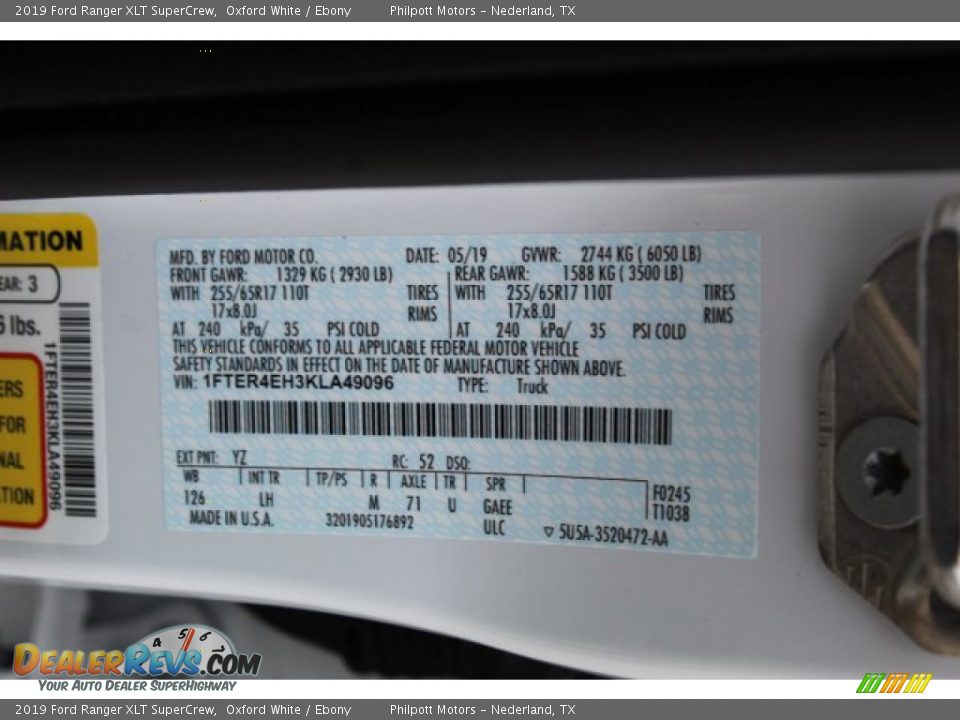 2019 Ford Ranger XLT SuperCrew, Oxford White / Ebony Philpott Motors - Nederland, TX
MATION
EAR: 3
6 lbs.
ERS
FOR
NAL
TION
1FTER4EH3KLA49096
MFD. BY FORD MOTOR CO. DATE: 05/19 GVWR: 2744 KG ( 6050 LB)
FRONT GAWR: 1329 KG ( 2930 LB) REAR GAWR: 1588 KG ( 3500 LB)
WITH 255/65R17 110T TIRES WITH 255/65R17 110T TIRES
17x8.0J RIMS 17x8.0J RIMS
AT 240 kPa/ 35 PSI COLD AT 240 kPa/ 35 PSI COLD
THIS VEHICLE CONFORMS TO ALL APPLICABLE FEDERAL MOTOR VEHICLE
SAFETY STANDARDS IN EFFECT ON THE DATE OF MANUFACTURE SHOWN ABOVE.
VIN: 1FTER4EH3KLA49096 TYPE: Truck
EXT PNT: YZ RC: 52 DSO:
WB INT TR TP/PS R AXLE TR SPR
126 LH M 71 U GAEE F0245
T1038
MADE IN U.S.A. 3201905176892 ULC ▽ 5U5A-3520472-AA
4 5 6
DEALERREVS.COM
YOUR AUTO DEALER SUPERHIGHWAY
2019 Ford Ranger XLT SuperCrew, Oxford White / Ebony Philpott Motors - Nederland, TX